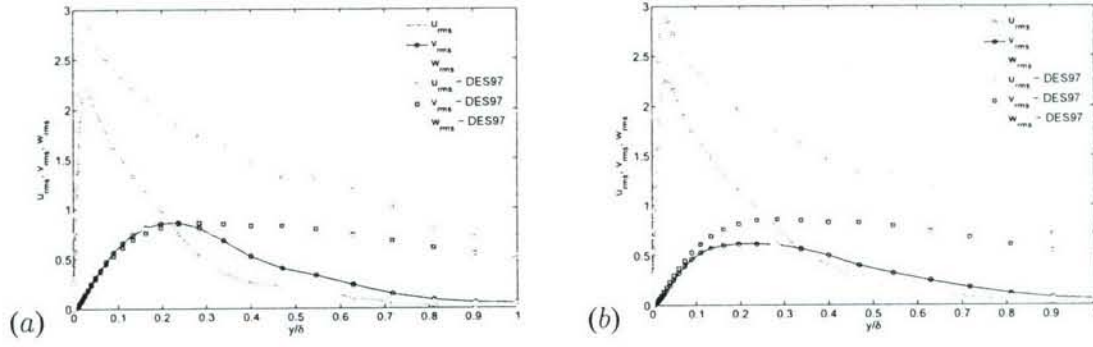 3
2.5
2
1.5
1
0.5
0
u_rms, v_rms, w_rms
u_rms
v_rms
w_rms
u_rms - DES97
v_rms - DES97
w_rms - DES97
0 0.1 0.2 0.3 0.4 0.5 0.6 0.7 0.8 0.9 1
y/δ
(a)
3
2.5
2
1.5
1
0.5
0
u_rms, v_rms, w_rms
u_rms
v_rms
w_rms
u_rms - DES97
v_rms - DES97
w_rms - DES97
0 0.1 0.2 0.3 0.4 0.5 0.6 0.7 0.8 0.9 1
y/δ
(b)